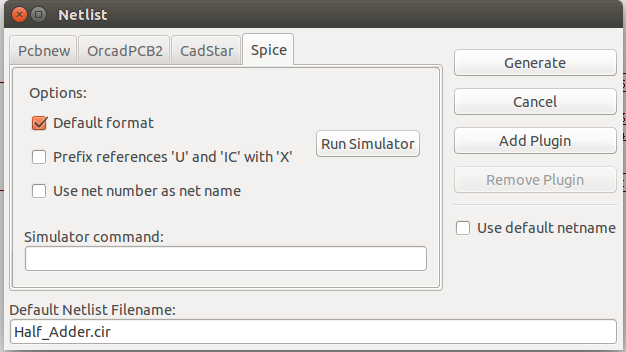 Netlist
Pcbnew OrcadPCB2 CadStar Spice
Options:
Default format
Prefix references 'U' and 'IC' with 'X'
Use net number as net name
Run Simulator
Simulator command:
Generate
Cancel
Add Plugin
Remove Plugin
Use default netname
Default Netlist Filename:
Half_Adder.cir